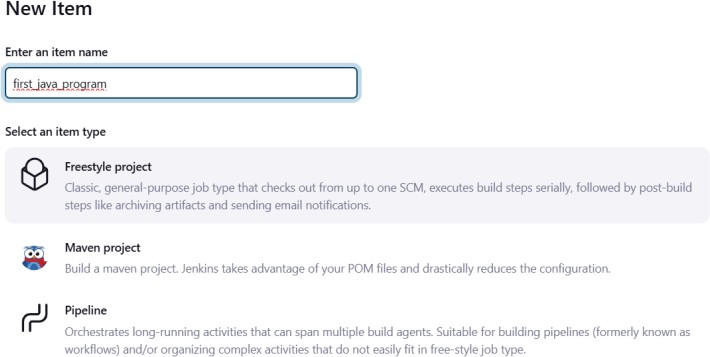 New Item
Enter an item name
first_java_program
Select an item type
Freestyle project
Classic, general-purpose job type that checks out from up to one SCM, executes build steps serially, followed by post-build
steps like archiving artifacts and sending email notifications.
Maven project
Build a maven project. Jenkins takes advantage of your POM files and drastically reduces the configuration.
Pipeline
Orchestrates long-running activities that can span multiple build agents. Suitable for building pipelines (formerly known as
workflows) and/or organizing complex activities that do not easily fit in free-style job type.